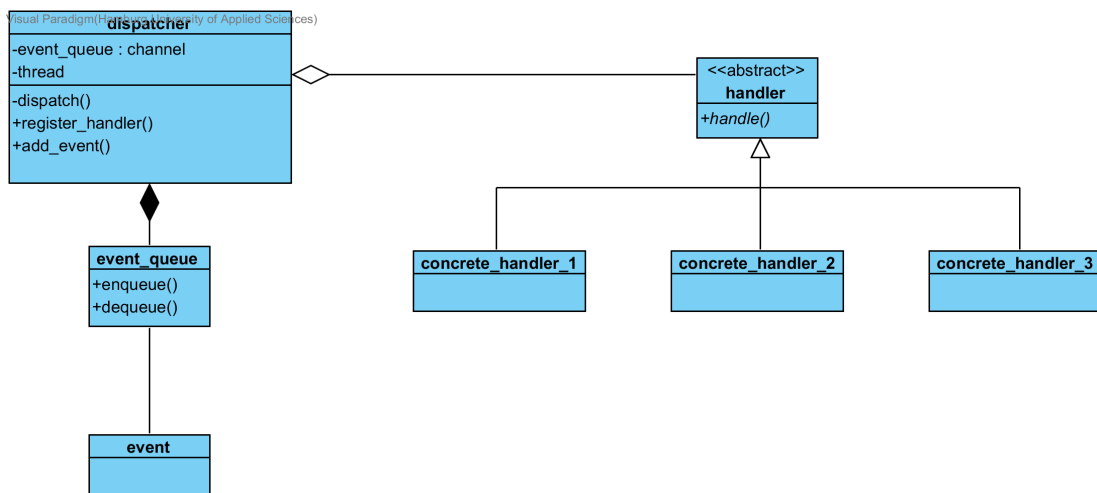 Visual Paradigm(Hamburg University of Applied Sciences)
dispatcher
-event_queue : channel
-thread
-dispatch()
+register_handler()
+add_event()
<<abstract>>
handler
+handle()
event_queue
+enqueue()
+dequeue()
concrete_handler_1
concrete_handler_2
concrete_handler_3
event